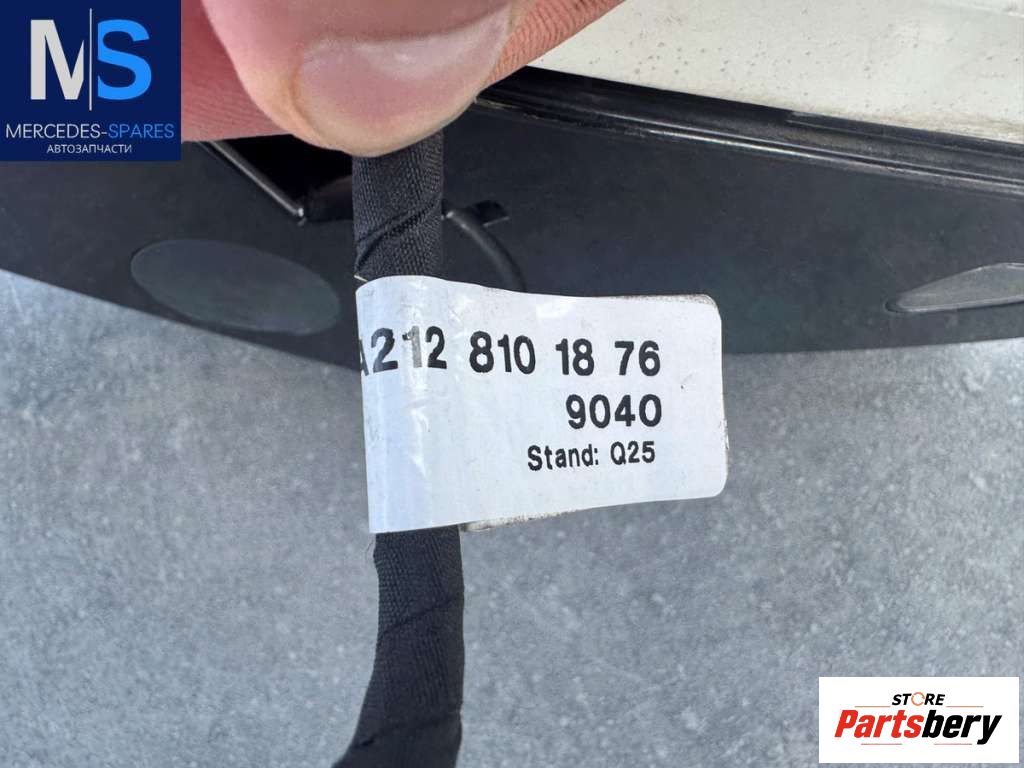 MS
MERCEDES-SPARES
АВТОЗАПЧАСТИ
A212 810 18 76
9040
Stand: Q25
STORE
Partsbery